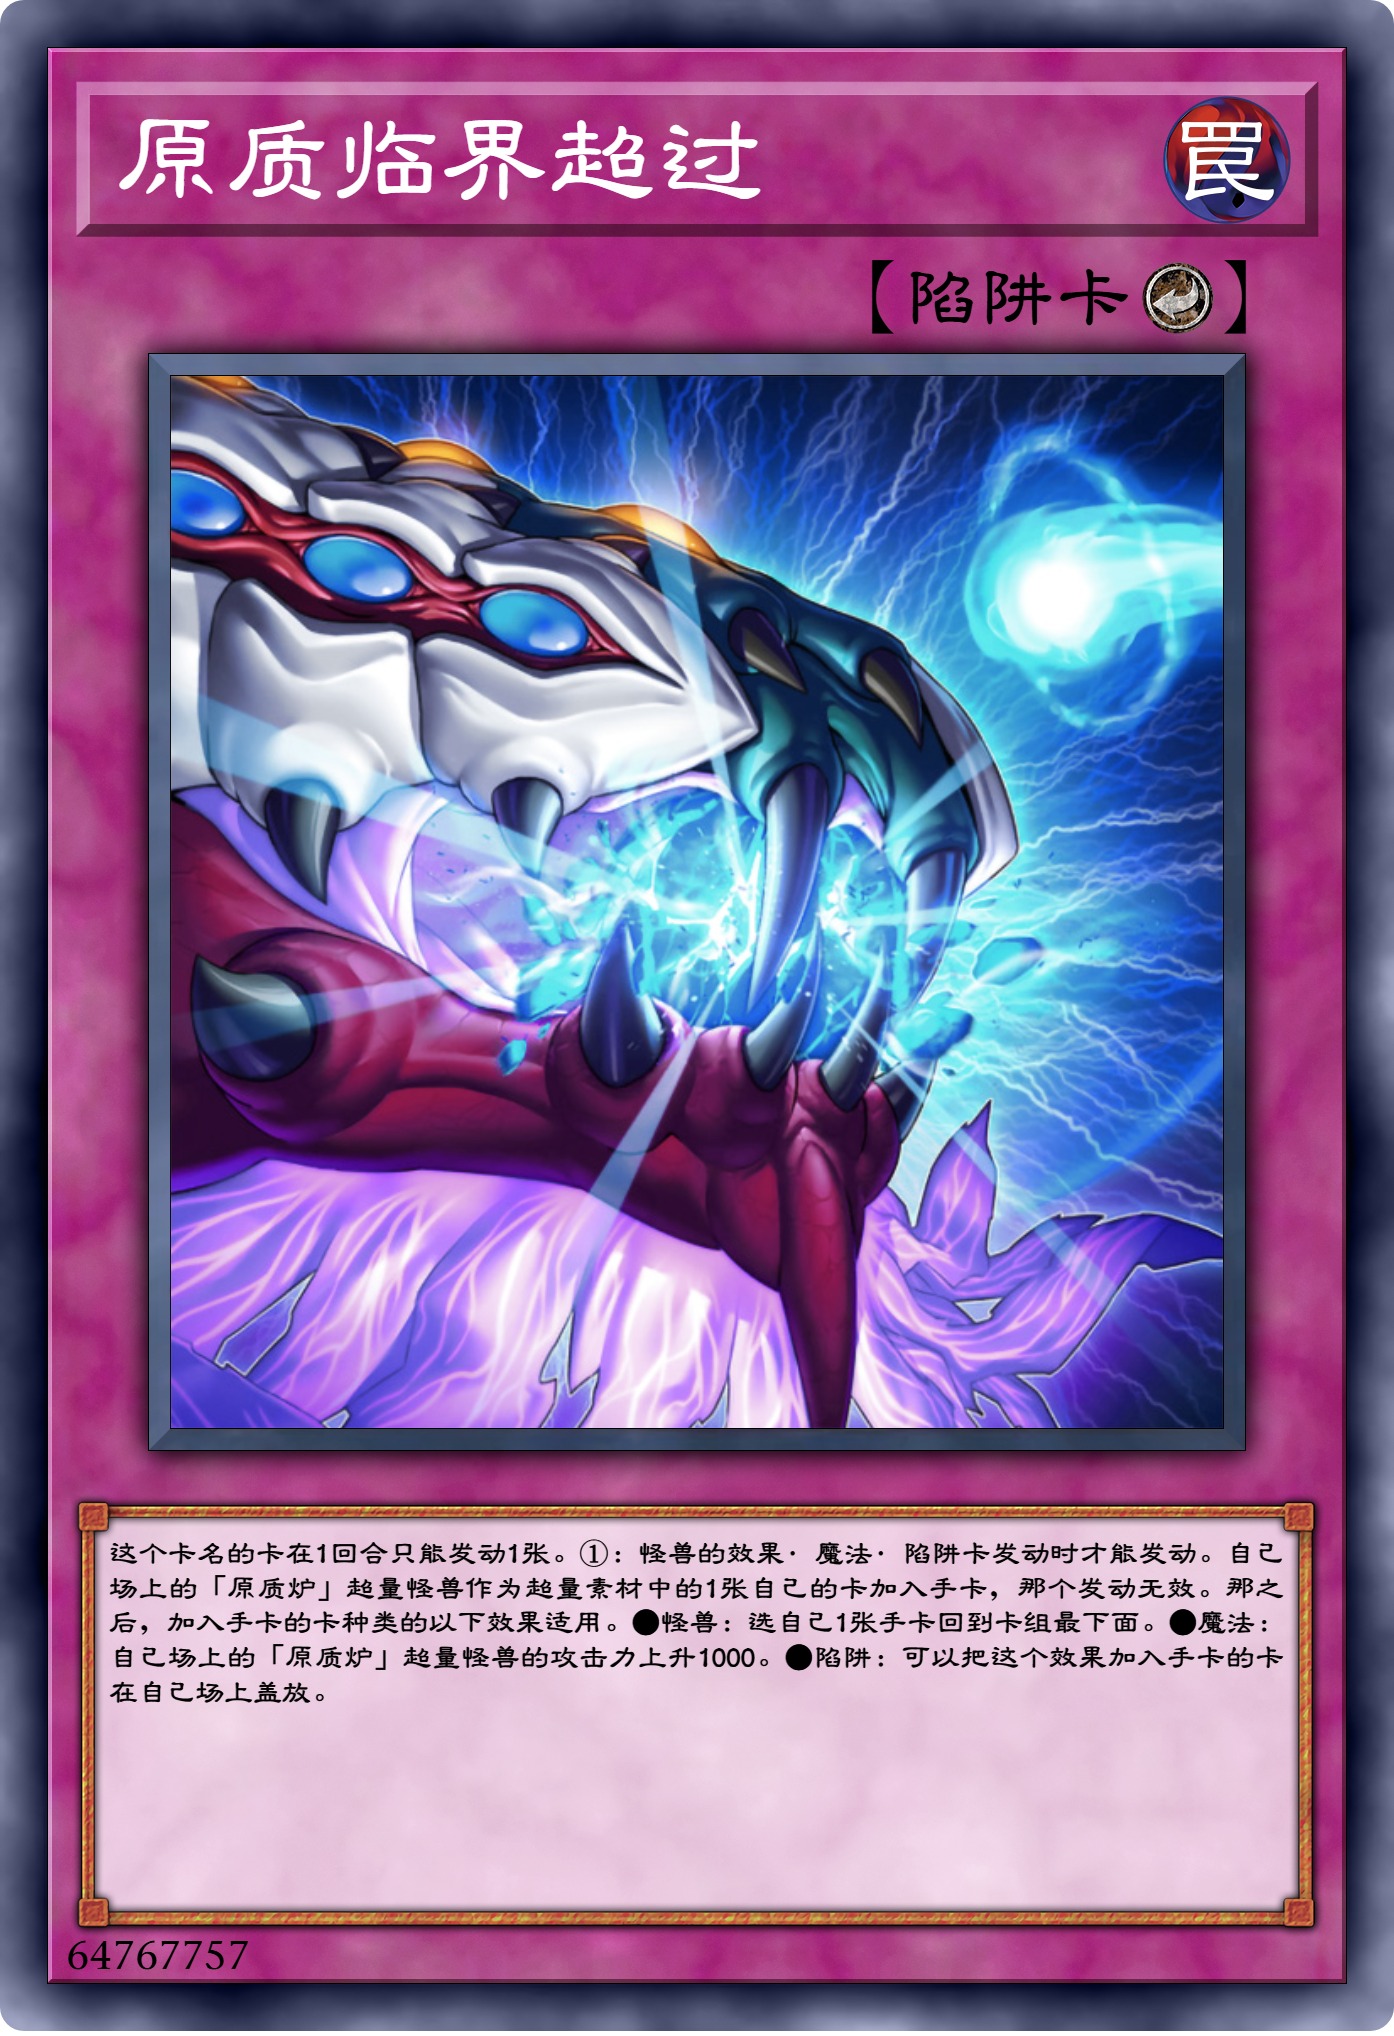 原质临界超过
罠
【陷阱卡】
这个卡名的卡在1回合只能发动1张。①：怪兽的效果·魔法·陷阱卡发动时才能发动。自己
场上的「原质炉」超量怪兽作为超量素材中的1张自己的卡加入手卡，那个发动无效。那之
后，加入手卡的卡种类的以下效果适用。●怪兽：选自己1张手卡回到卡组最下面。●魔法：
自己场上的「原质炉」超量怪兽的攻击力上升1000。●陷阱：可以把这个效果加入手卡的卡
在自己场上盖放。
64767757